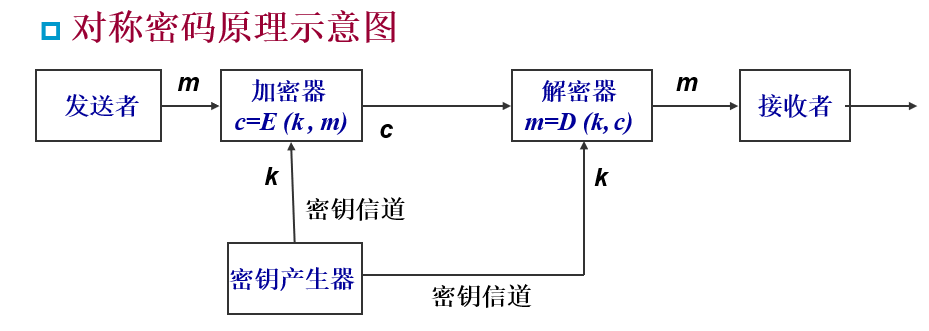 对称密码原理示意图
发送者
m
加密器
c=E (k , m)
c
解密器
m=D (k, c)
m
接收者
k
密钥信道
k
密钥产生器
密钥信道